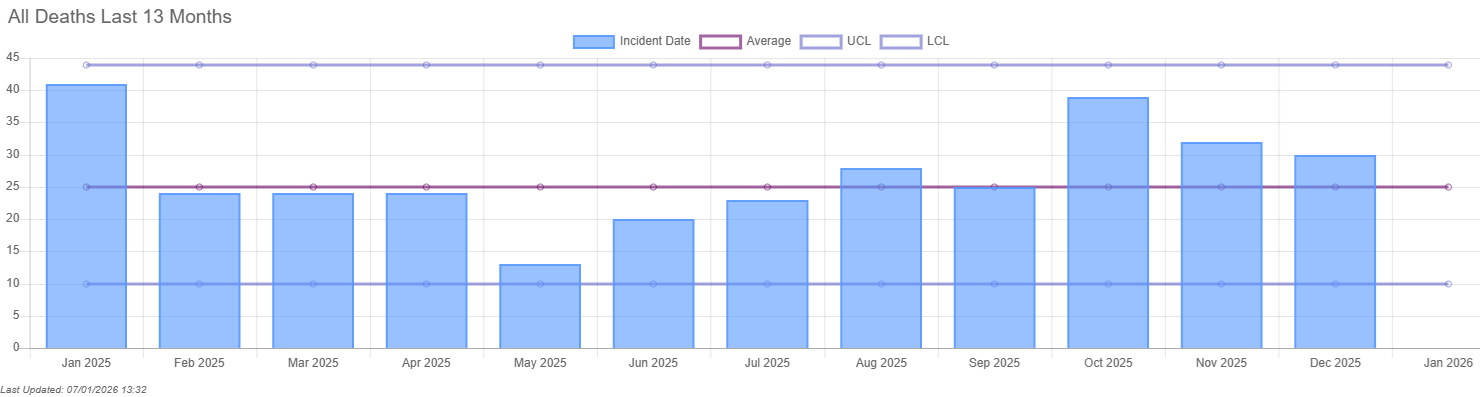 All Deaths Last 13 Months
Incident Date Average UCL LCL
45
40
35
30
25
20
15
10
5
0
Jan 2025 Feb 2025 Mar 2025 Apr 2025 May 2025 Jun 2025 Jul 2025 Aug 2025 Sep 2025 Oct 2025 Nov 2025 Dec 2025 Jan 2026
Last Updated: 07/01/2026 13:32